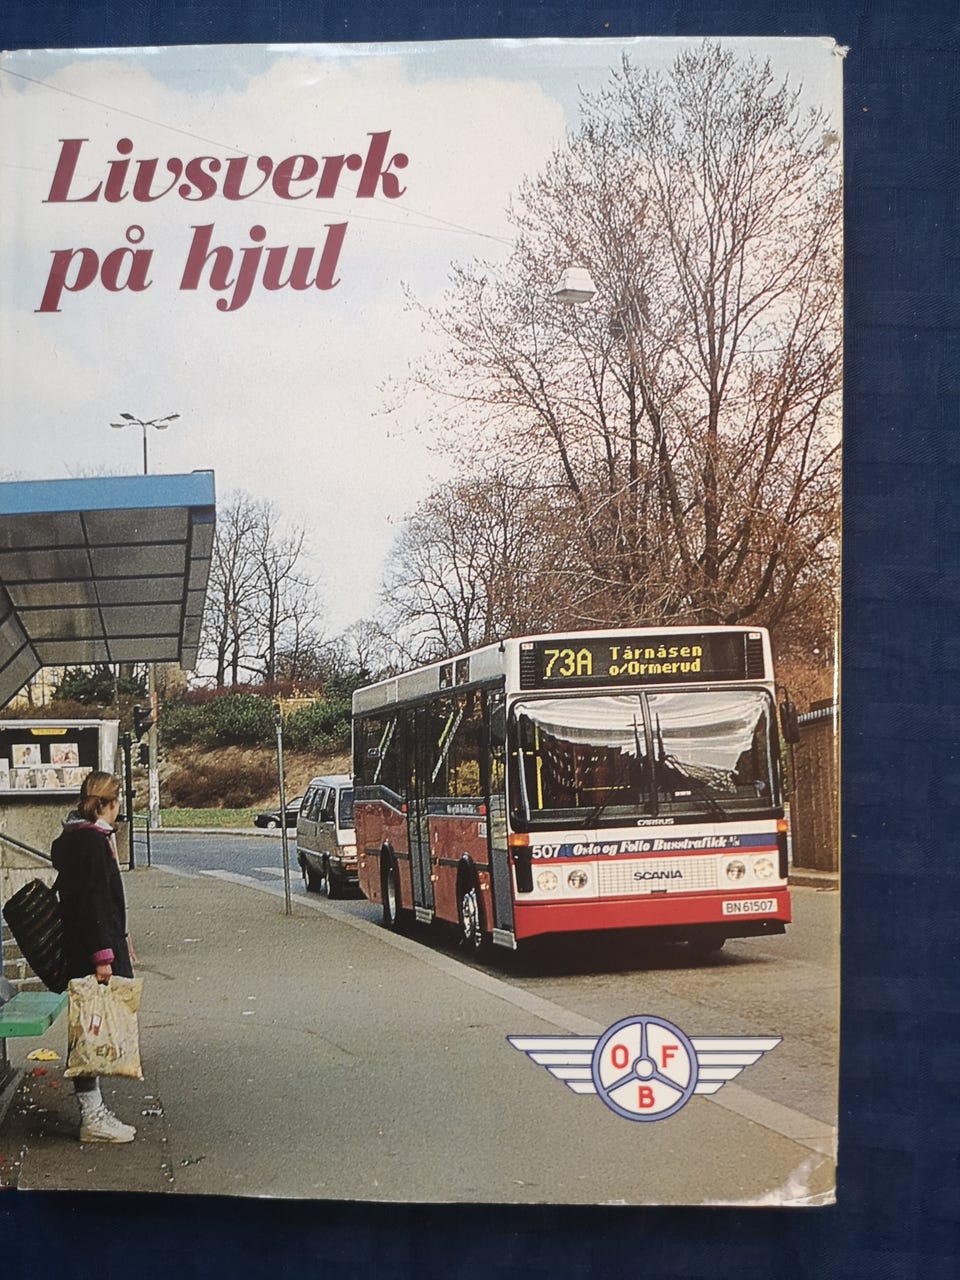 Livsverk
på hjul
73A Tårnåsen
o/Ormerud
CARRUS
507 Oslo og Follo Busstrafikk A/S
SCANIA
BN 61507
O F
B